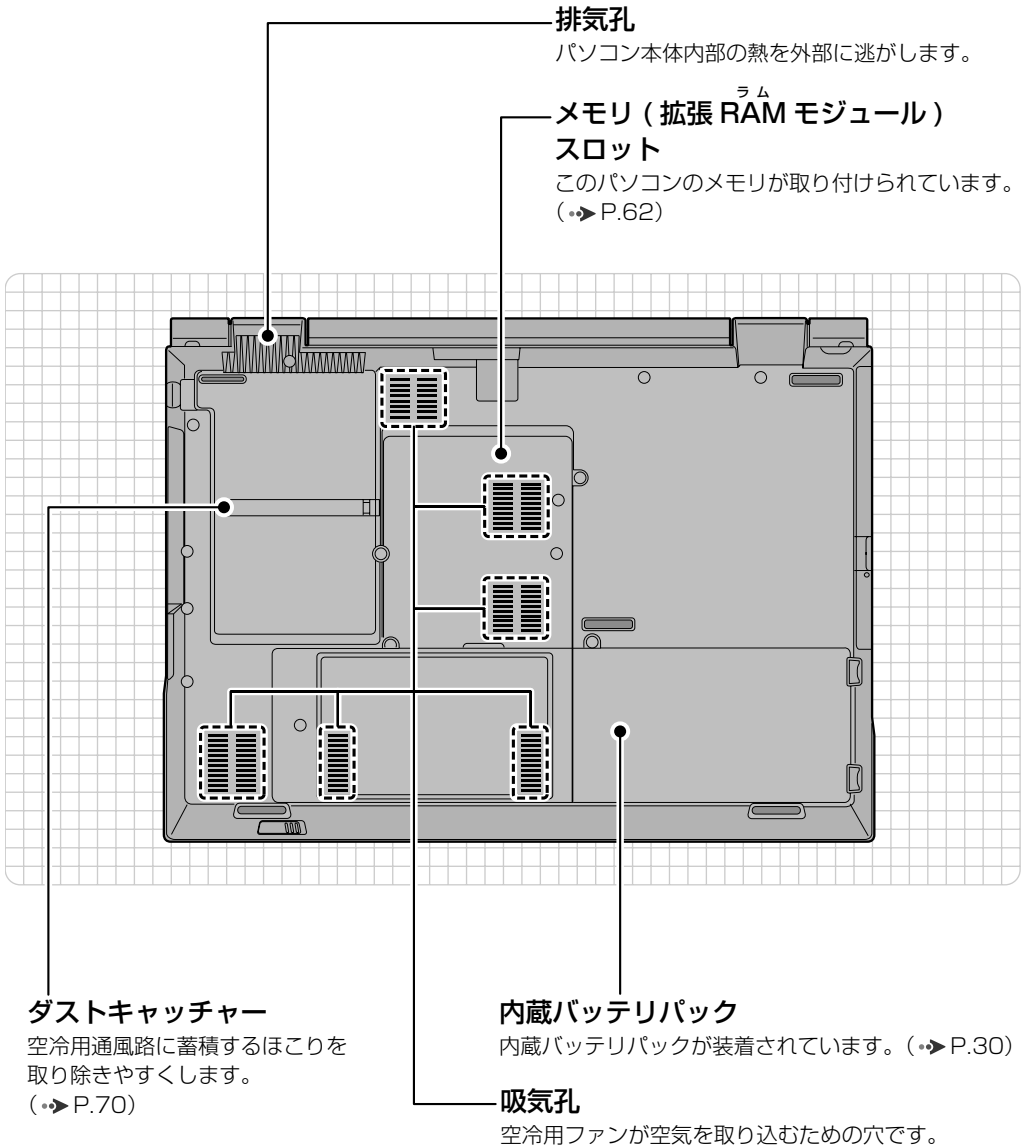 排気孔
パソコン本体内部の熱を外部に逃がします。
ラム
メモリ ( 拡張 RAM モジュール )
スロット
このパソコンのメモリが取り付けられています。
(→ P.62)
ダストキャッチャー
空冷用通風路に蓄積するほこりを
取り除きやすくします。
(→ P.70)
内蔵バッテリパック
内蔵バッテリパックが装着されています。(→ P.30)
吸気孔
空冷用ファンが空気を取り込むための穴です。